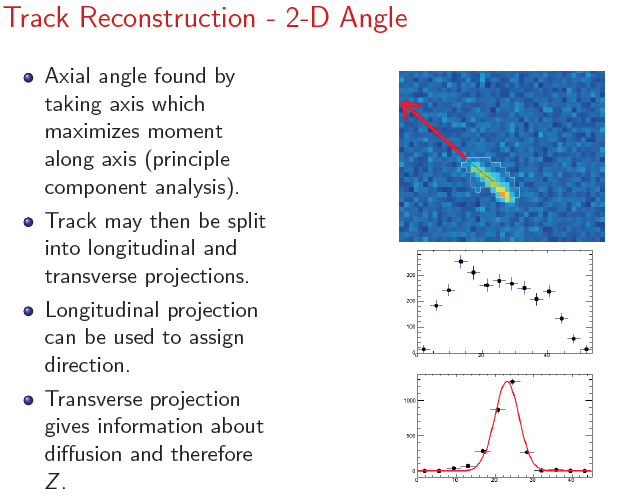 Track Reconstruction - 2-D Angle
Axial angle found by
taking axis which
maximizes moment
along axis (principle
component analysis).
Track may then be split
into longitudinal and
transverse projections.
Longitudinal projection
can be used to assign
direction.
Transverse projection
gives information about
diffusion and therefore
Z.
300
200
100
0
0 20 40
1000
500
0
0 10 20 30 40